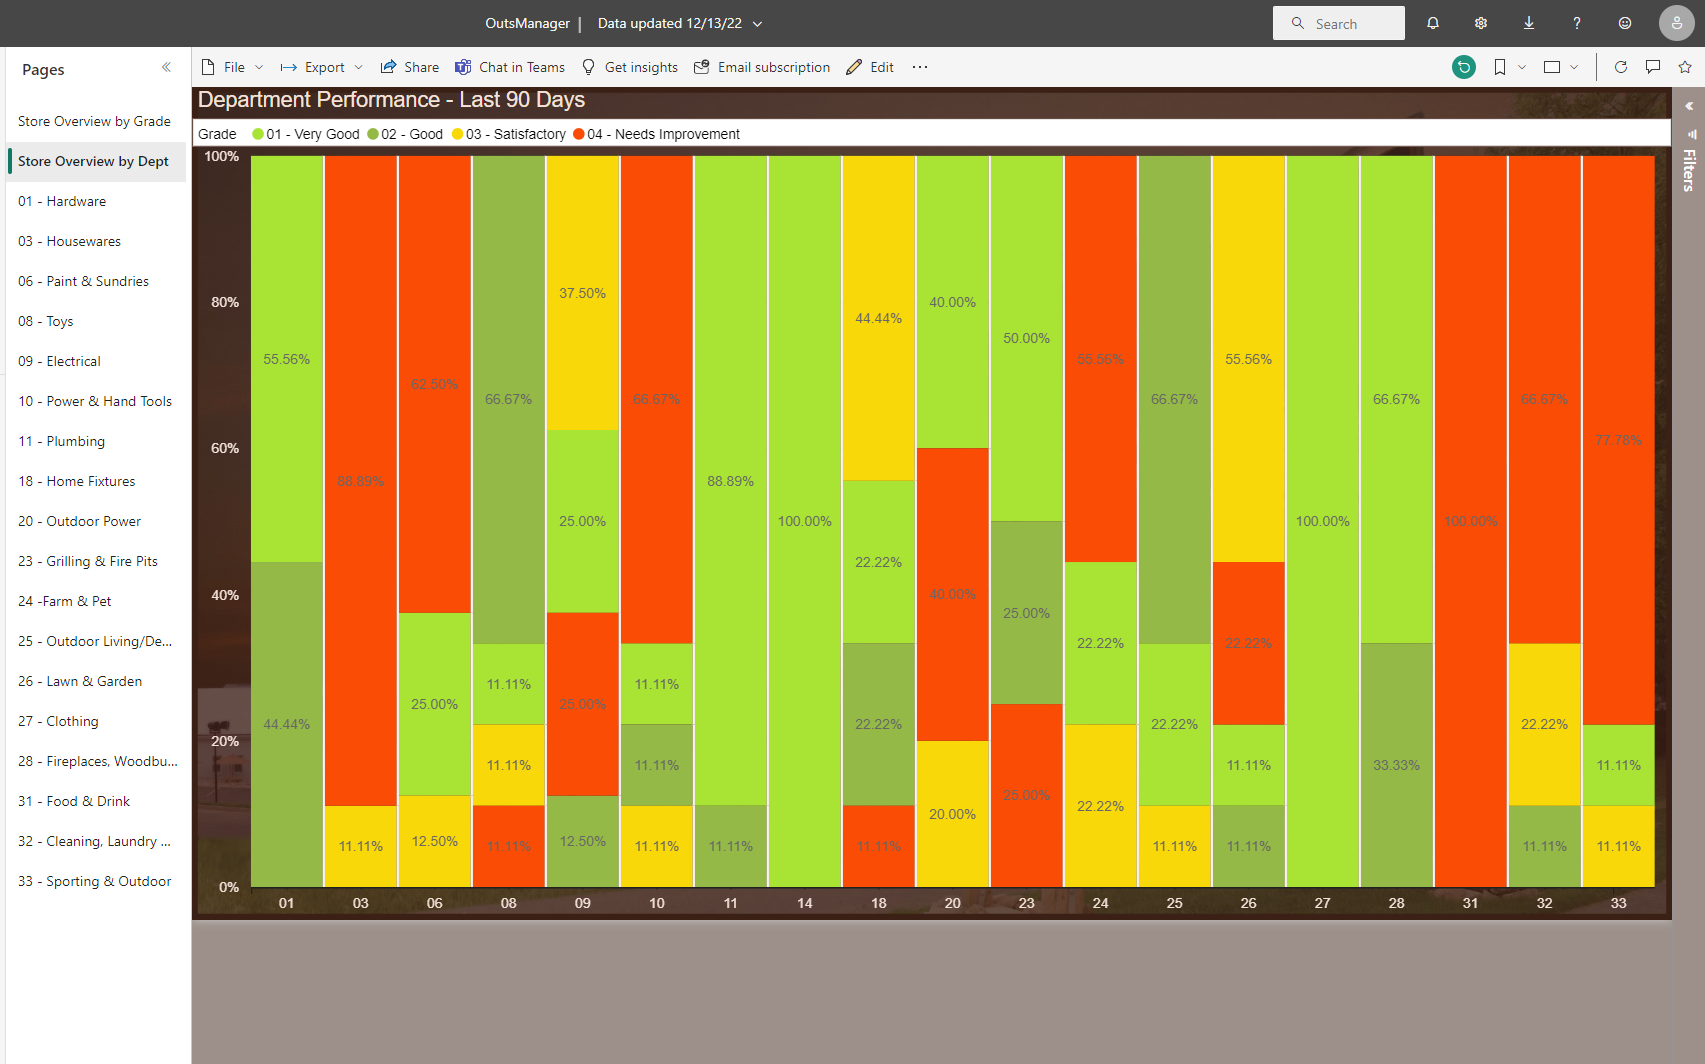 OutsManager | Data updated 12/13/22
Search
Pages
File Export Share Chat in Teams Get insights Email subscription Edit ...
Store Overview by Grade
Store Overview by Dept
01 - Hardware
03 - Housewares
06 - Paint & Sundries
08 - Toys
09 - Electrical
10 - Power & Hand Tools
11 - Plumbing
18 - Home Fixtures
20 - Outdoor Power
23 - Grilling & Fire Pits
24 -Farm & Pet
25 - Outdoor Living/De...
26 - Lawn & Garden
27 - Clothing
28 - Fireplaces, Woodbu...
31 - Food & Drink
32 - Cleaning, Laundry ...
33 - Sporting & Outdoor
Department Performance - Last 90 Days
Grade 01 - Very Good 02 - Good 03 - Satisfactory 04 - Needs Improvement
Filters
100%
80%
60%
40%
20%
0%
55.56%
44.44%
88.89%
11.11%
62.50%
25.00%
12.50%
66.67%
11.11%
11.11%
11.11%
37.50%
25.00%
25.00%
12.50%
66.67%
11.11%
11.11%
11.11%
88.89%
11.11%
100.00%
44.44%
22.22%
22.22%
11.11%
40.00%
40.00%
20.00%
50.00%
25.00%
25.00%
55.56%
22.22%
22.22%
66.67%
22.22%
11.11%
55.56%
22.22%
11.11%
11.11%
100.00%
66.67%
33.33%
100.00%
66.67%
22.22%
11.11%
77.78%
11.11%
11.11%
01 03 06 08 09 10 11 14 18 20 23 24 25 26 27 28 31 32 33